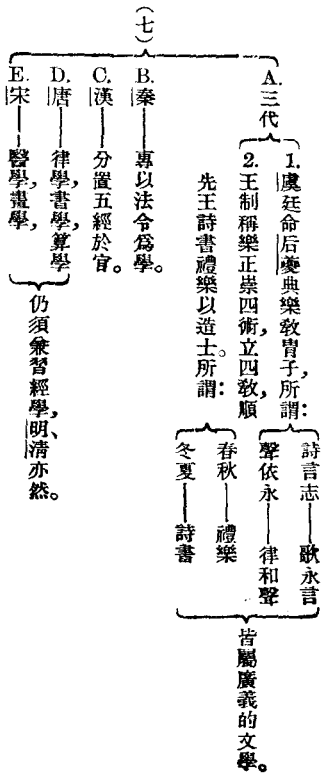 (七)
A.三代
1.虞廷命后夔典樂敎胄子,所謂:
詩言志——歌永言
聲依永——律和聲
2.王制稱樂正崇四術,立四敎,順
先王詩書禮樂以造士。所謂:
春秋——禮樂
冬夏——詩書
皆屬廣義的文學。
B.秦——專以法令爲學。
C.漢——分置五經於官。
D.唐——律學,書學,算學
E.宋——醫學,畫學,
仍須兼習經學,明、清亦然。